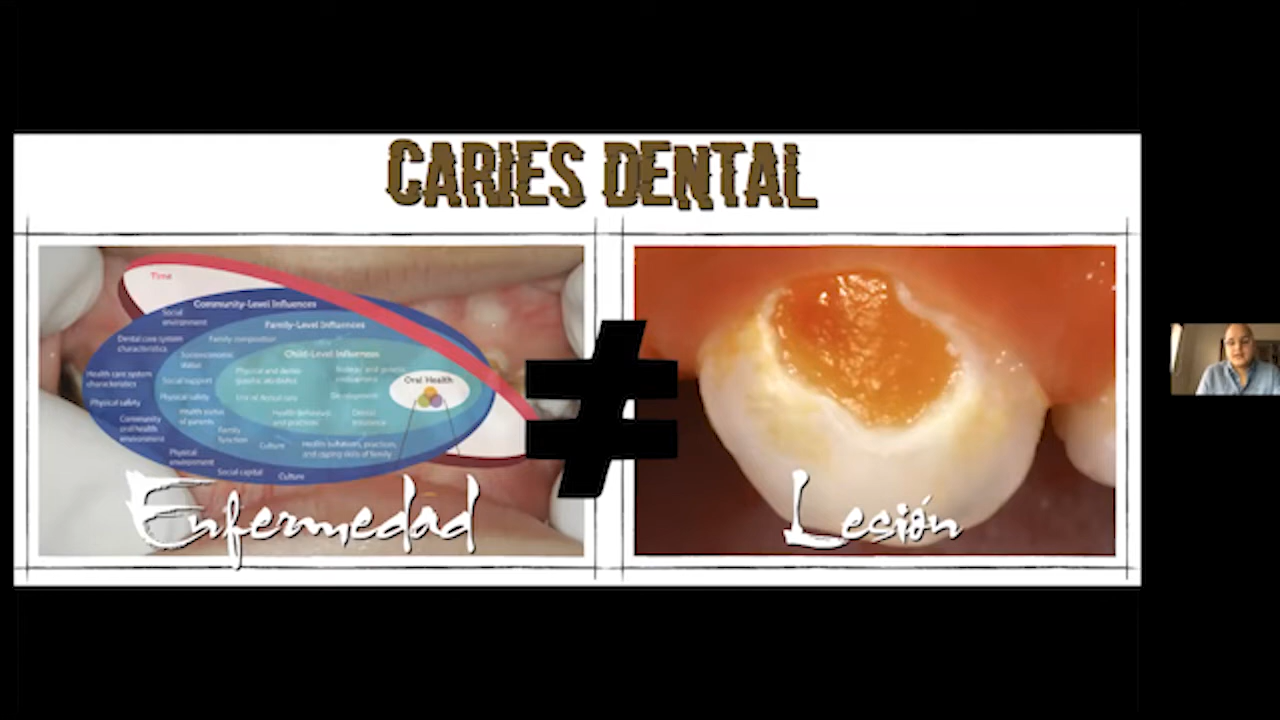 CARIES DENTAL
Time
Community-Level Influences
Social
environment
Family-Level Influences
Dental care system
characteristics
Family composition
Socioeconomic
status
Child-Level Influences
Physical and demo-
graphic attributes
Health care system
characteristics
Social support
Oral Health
Physical safety
Physical safety
Development
Health status
of parents
Health behaviors
and practices
Dental
insurance
Community
oral health
environment
Family
function
Culture
Health behaviors, practices,
and coping skills of family
Physical
environment
Social capital
Culture
≠
Enfermedad
Lesión